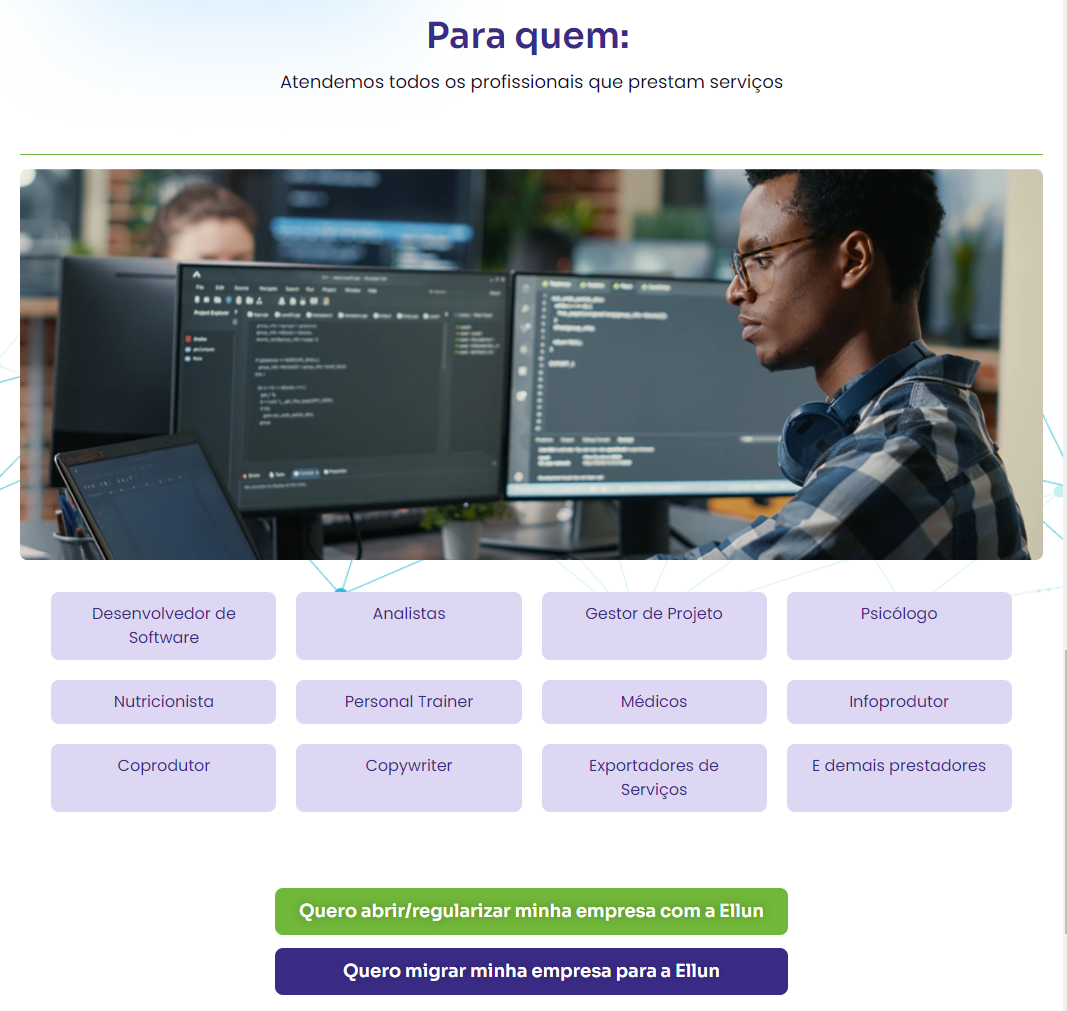 Para quem:
Atendemos todos os profissionais que prestam serviços
Project Explorer
Desenvolvedor de
Software
Analistas
Gestor de Projeto
Psicólogo
Nutricionista
Personal Trainer
Médicos
Infoprodutor
Coprodutor
Copywriter
Exportadores de
Serviços
E demais prestadores
Quero abrir/regularizar minha empresa com a Ellun
Quero migrar minha empresa para a Ellun